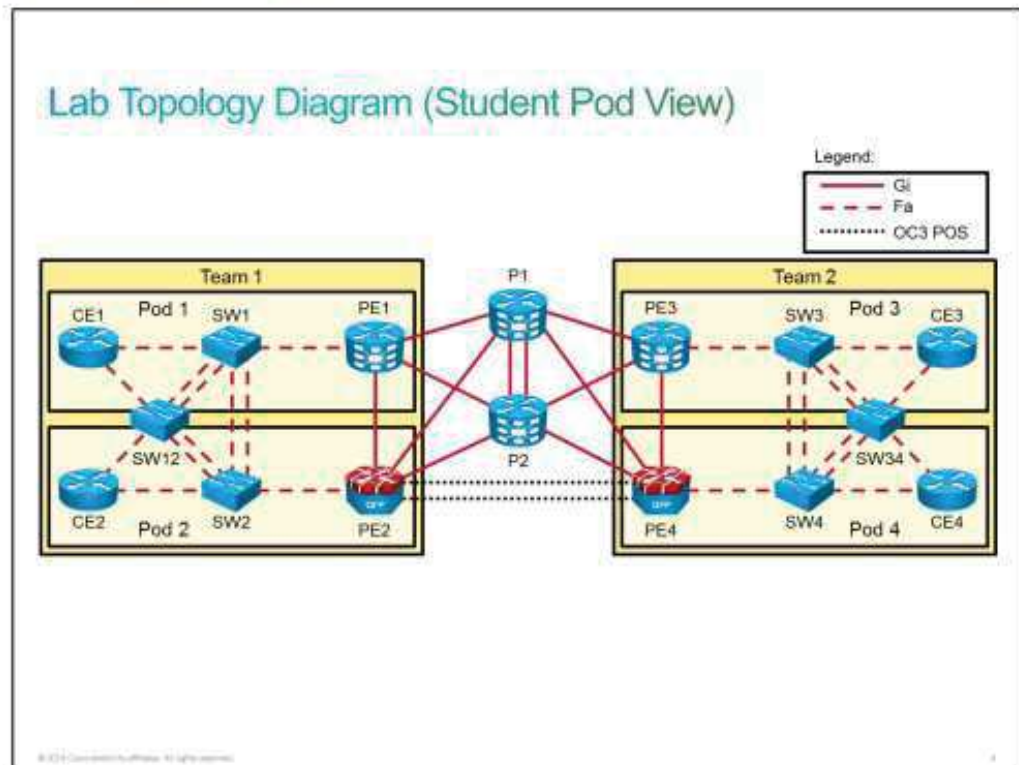 Lab Topology Diagram (Student Pod View)
Legend:
Gi
Fa
OC3 POS
Team 1
P1
Team 2
CE1
Pod 1
SW1
PE1
PE3
SW3
Pod 3
CE3
P2
SW12
SW34
CE2
Pod 2
SW2
PE2
PE4
SW4
Pod 4
CE4